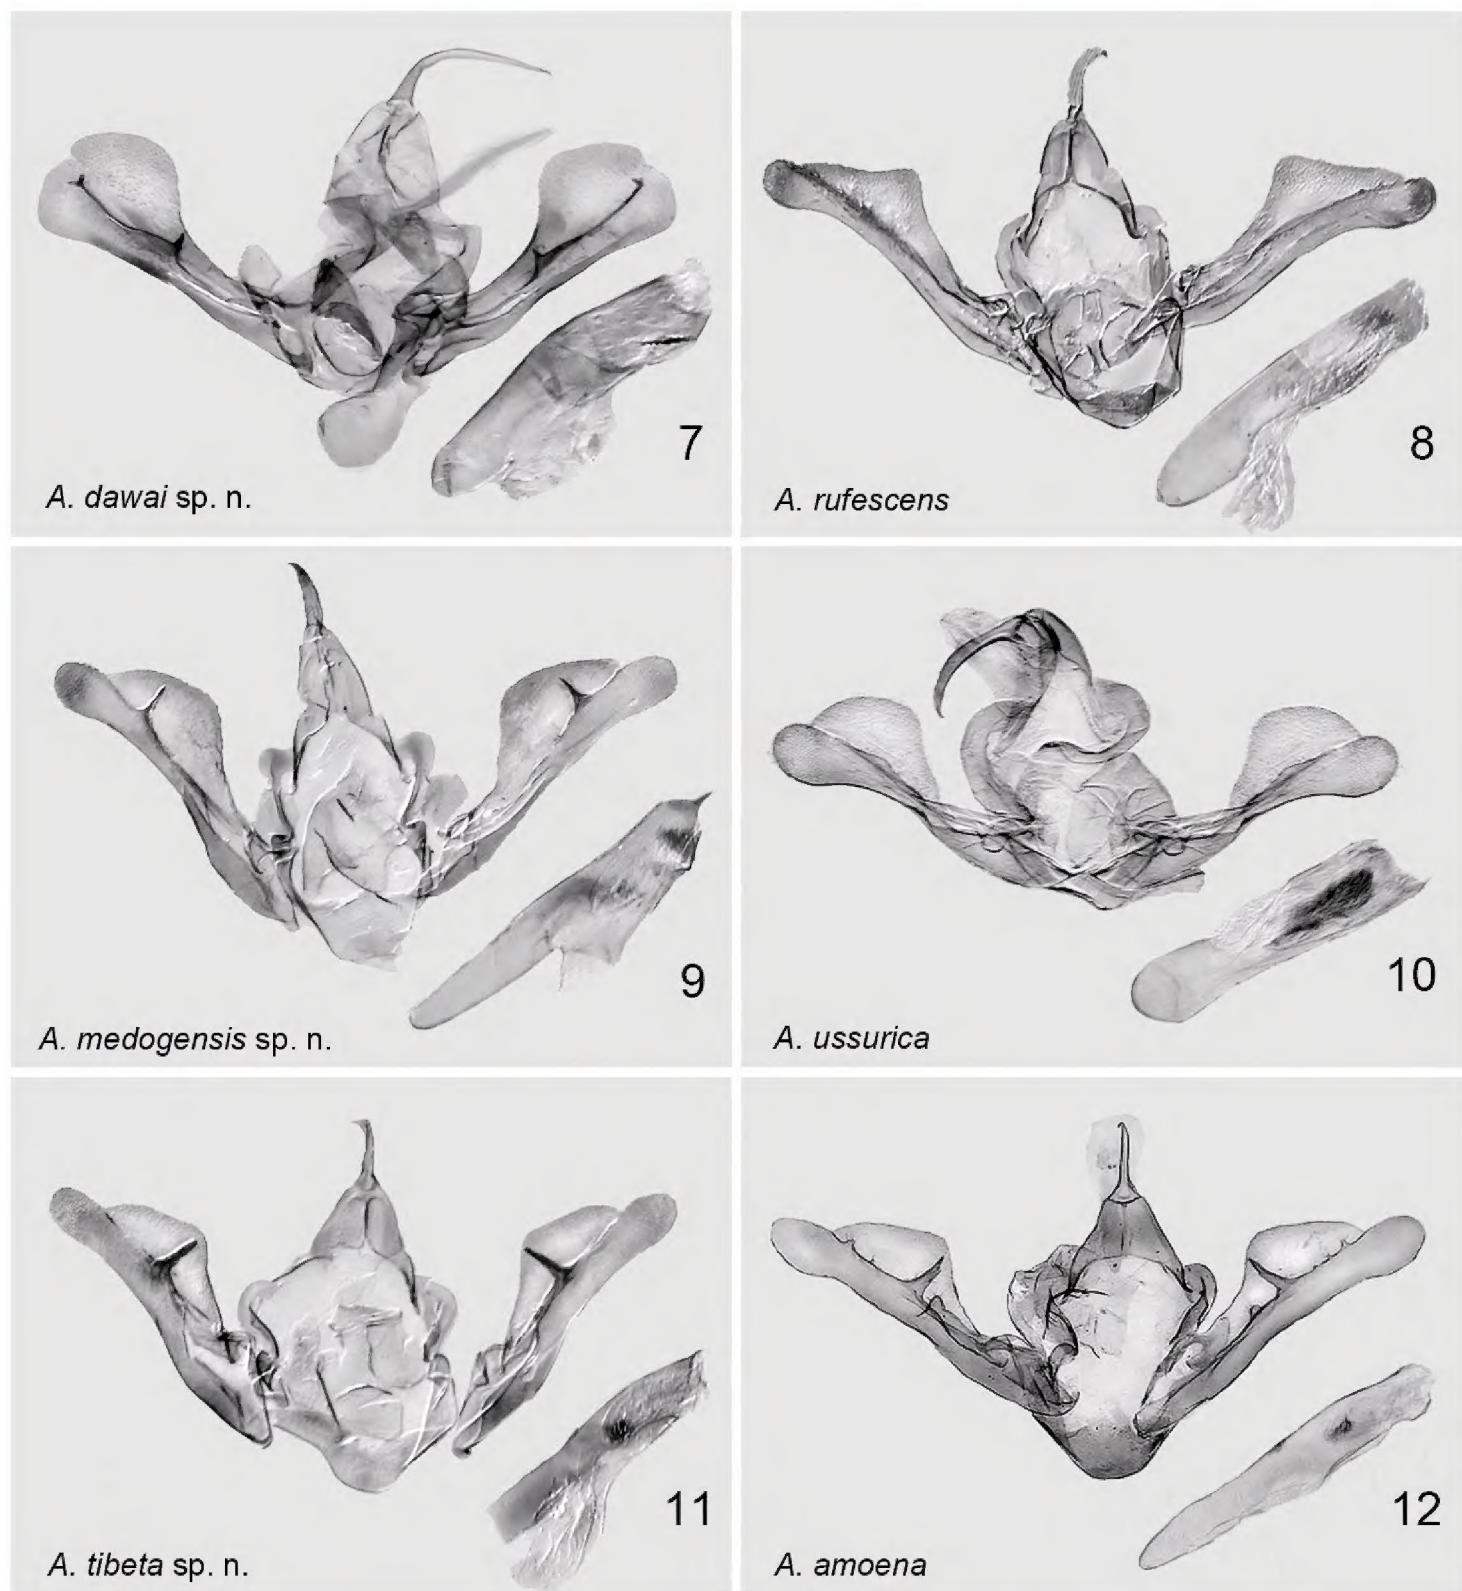 7
A. dawai sp. n.
8
A. rufescens
9
A. medogensis sp. n.
10
A. ussurica
11
A. tibeta sp. n.
12
A. amoena